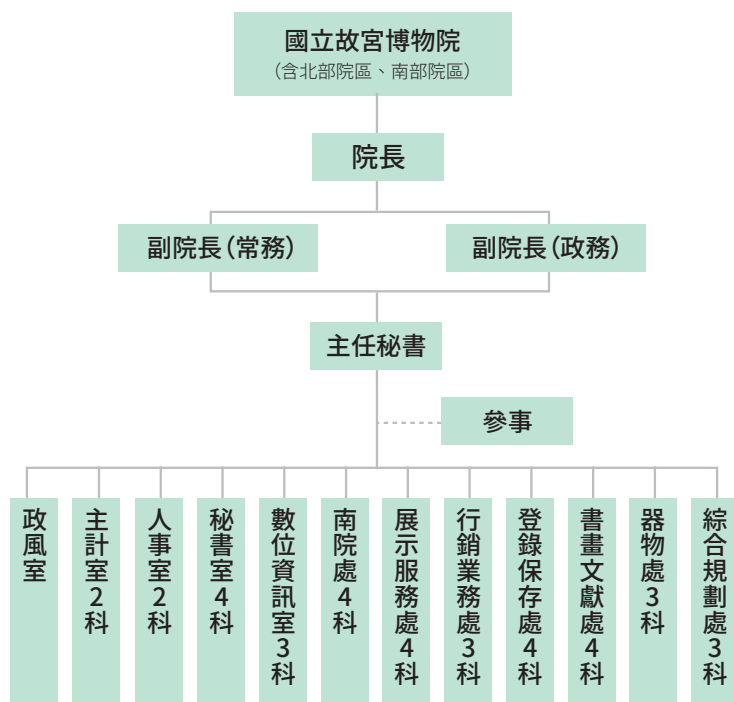 國立故宮博物院
（含北部院區、南部院區）
院長
副院長（常務）
副院長（政務）
主任秘書
參事
政風室
主計室2科
人事室2科
秘書室4科
數位資訊室3科
南院處4科
展示服務處4科
行銷業務處3科
登錄保存處4科
書畫文獻處4科
器物處3科
綜合規劃處3科